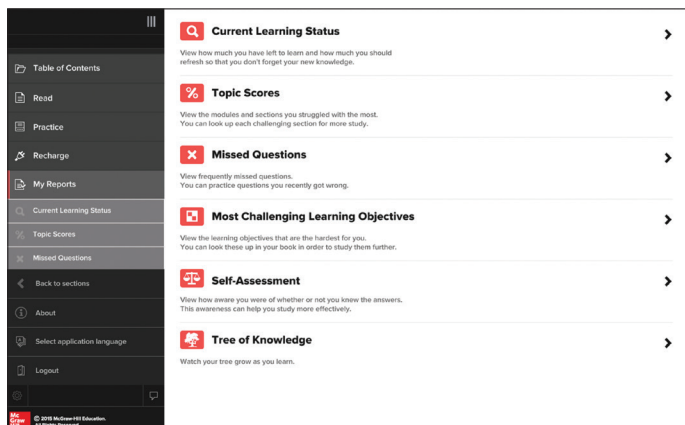 Table of Contents
Read
Practice
Recharge
My Reports
Current Learning Status
Topic Scores
Missed Questions
Back to sections
About
Select application language
Logout
Mc
Graw
Hill
© 2015 McGraw-Hill Education.
All Rights Reserved.
Current Learning Status
View how much you have left to learn and how much you should
refresh so that you don't forget your new knowledge.
Topic Scores
View the modules and sections you struggled with the most.
You can look up each challenging section for more study.
Missed Questions
View frequently missed questions.
You can practice questions you recently got wrong.
Most Challenging Learning Objectives
View the learning objectives that are the hardest for you.
You can look these up in your book in order to study them further.
Self-Assessment
View how aware you were of whether or not you knew the answers.
This awareness can help you study more effectively.
Tree of Knowledge
Watch your tree grow as you learn.